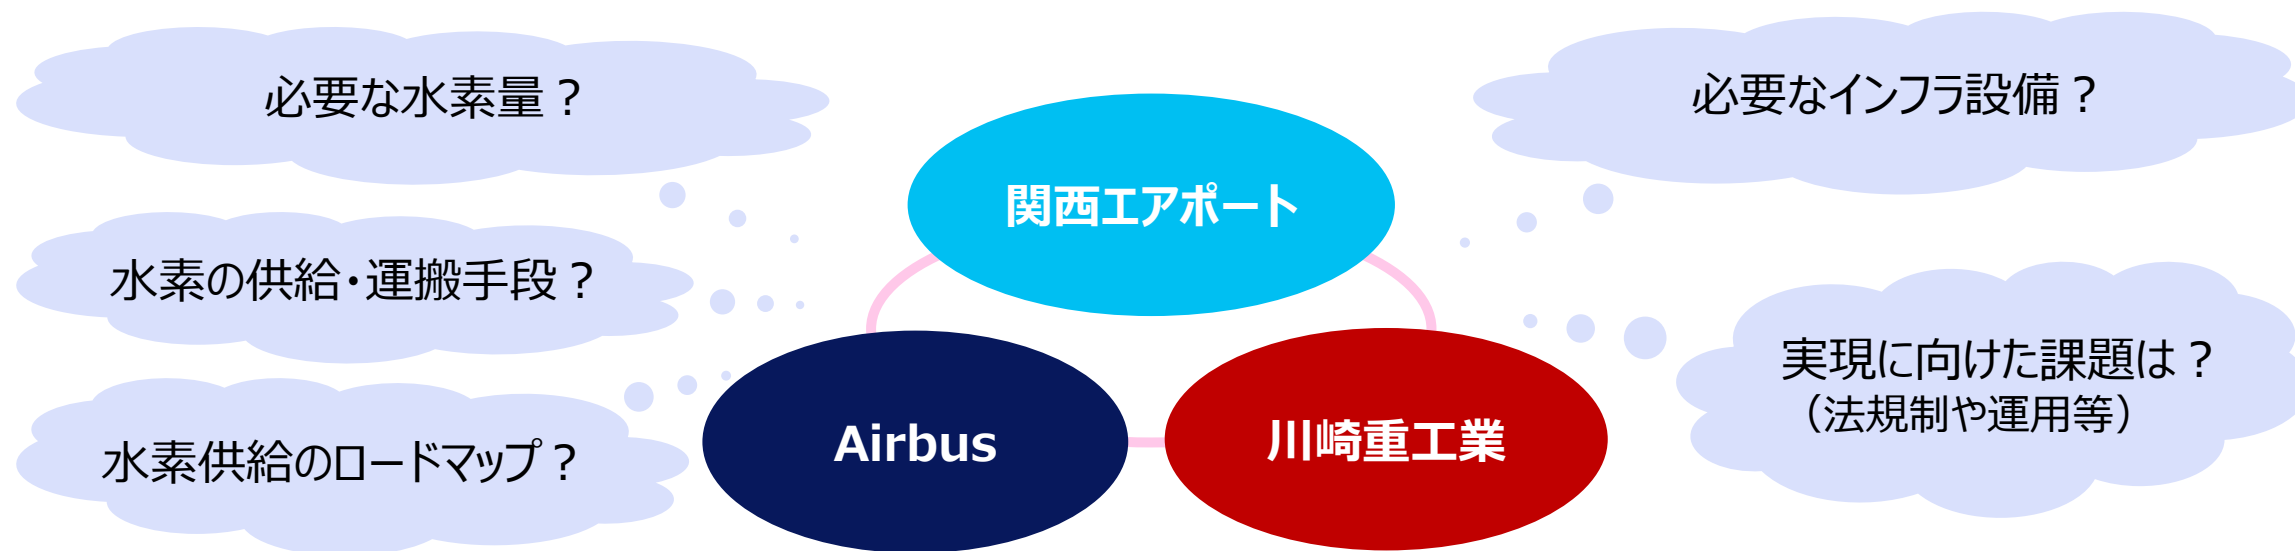 必要な水素量？
水素の供給・運搬手段？
水素供給のロードマップ？
関西エアポート
Airbus
川崎重工業
必要なインフラ設備？
実現に向けた課題は？
（法規制や運用等）